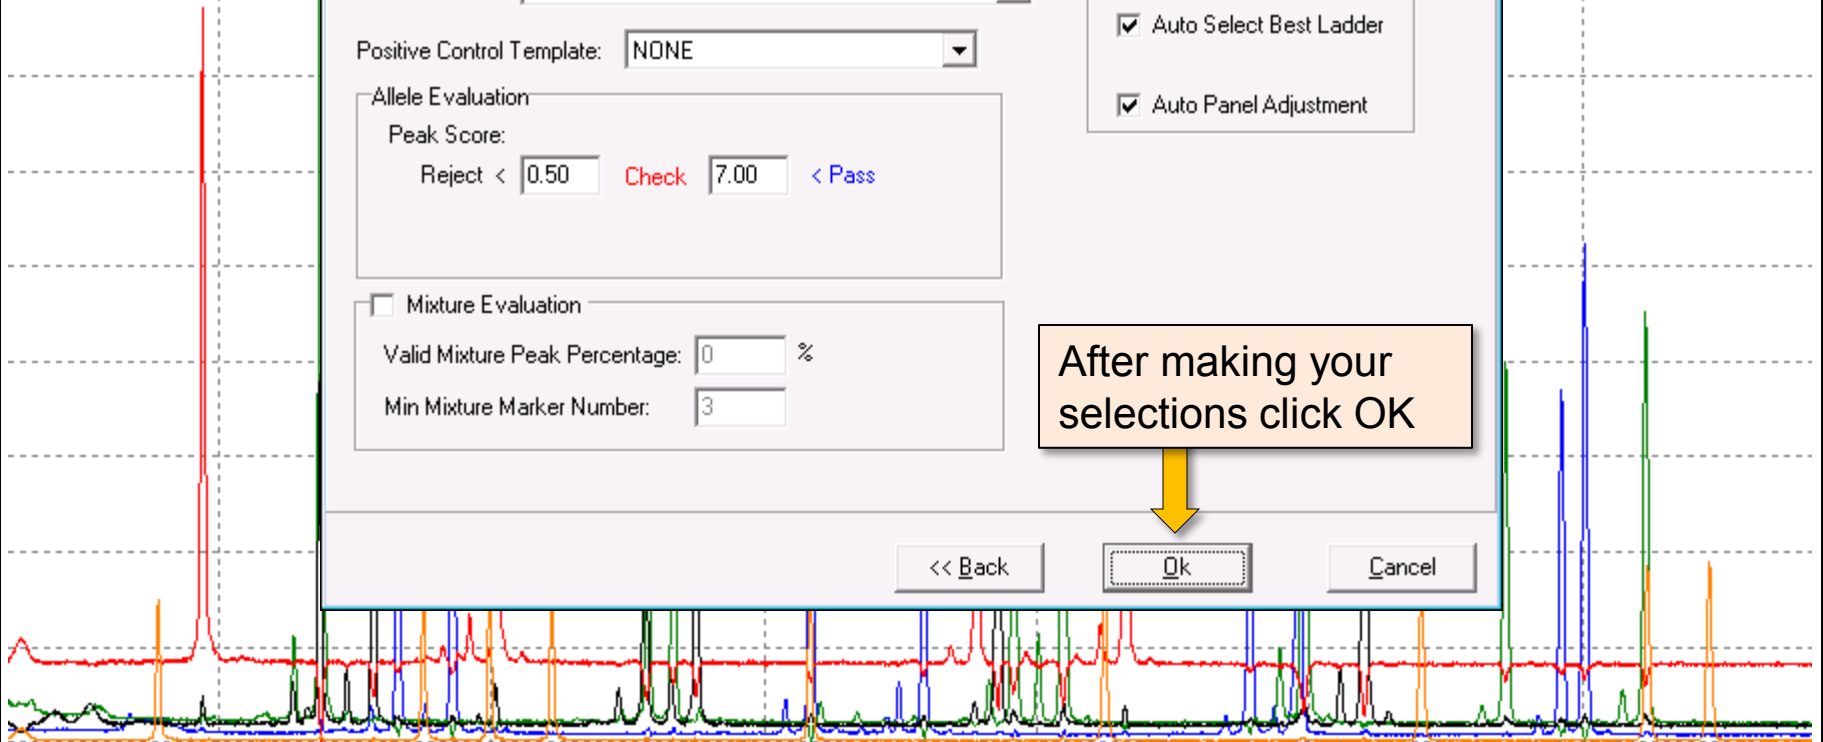 Auto Select Best Ladder
Positive Control Template: NONE
Allele Evaluation
Auto Panel Adjustment
Peak Score:
Reject < 0.50 Check 7.00 < Pass
Mixture Evaluation
Valid Mixture Peak Percentage: 0 %
Min Mixture Marker Number: 3
After making your
selections click OK
<< Back Ok Cancel